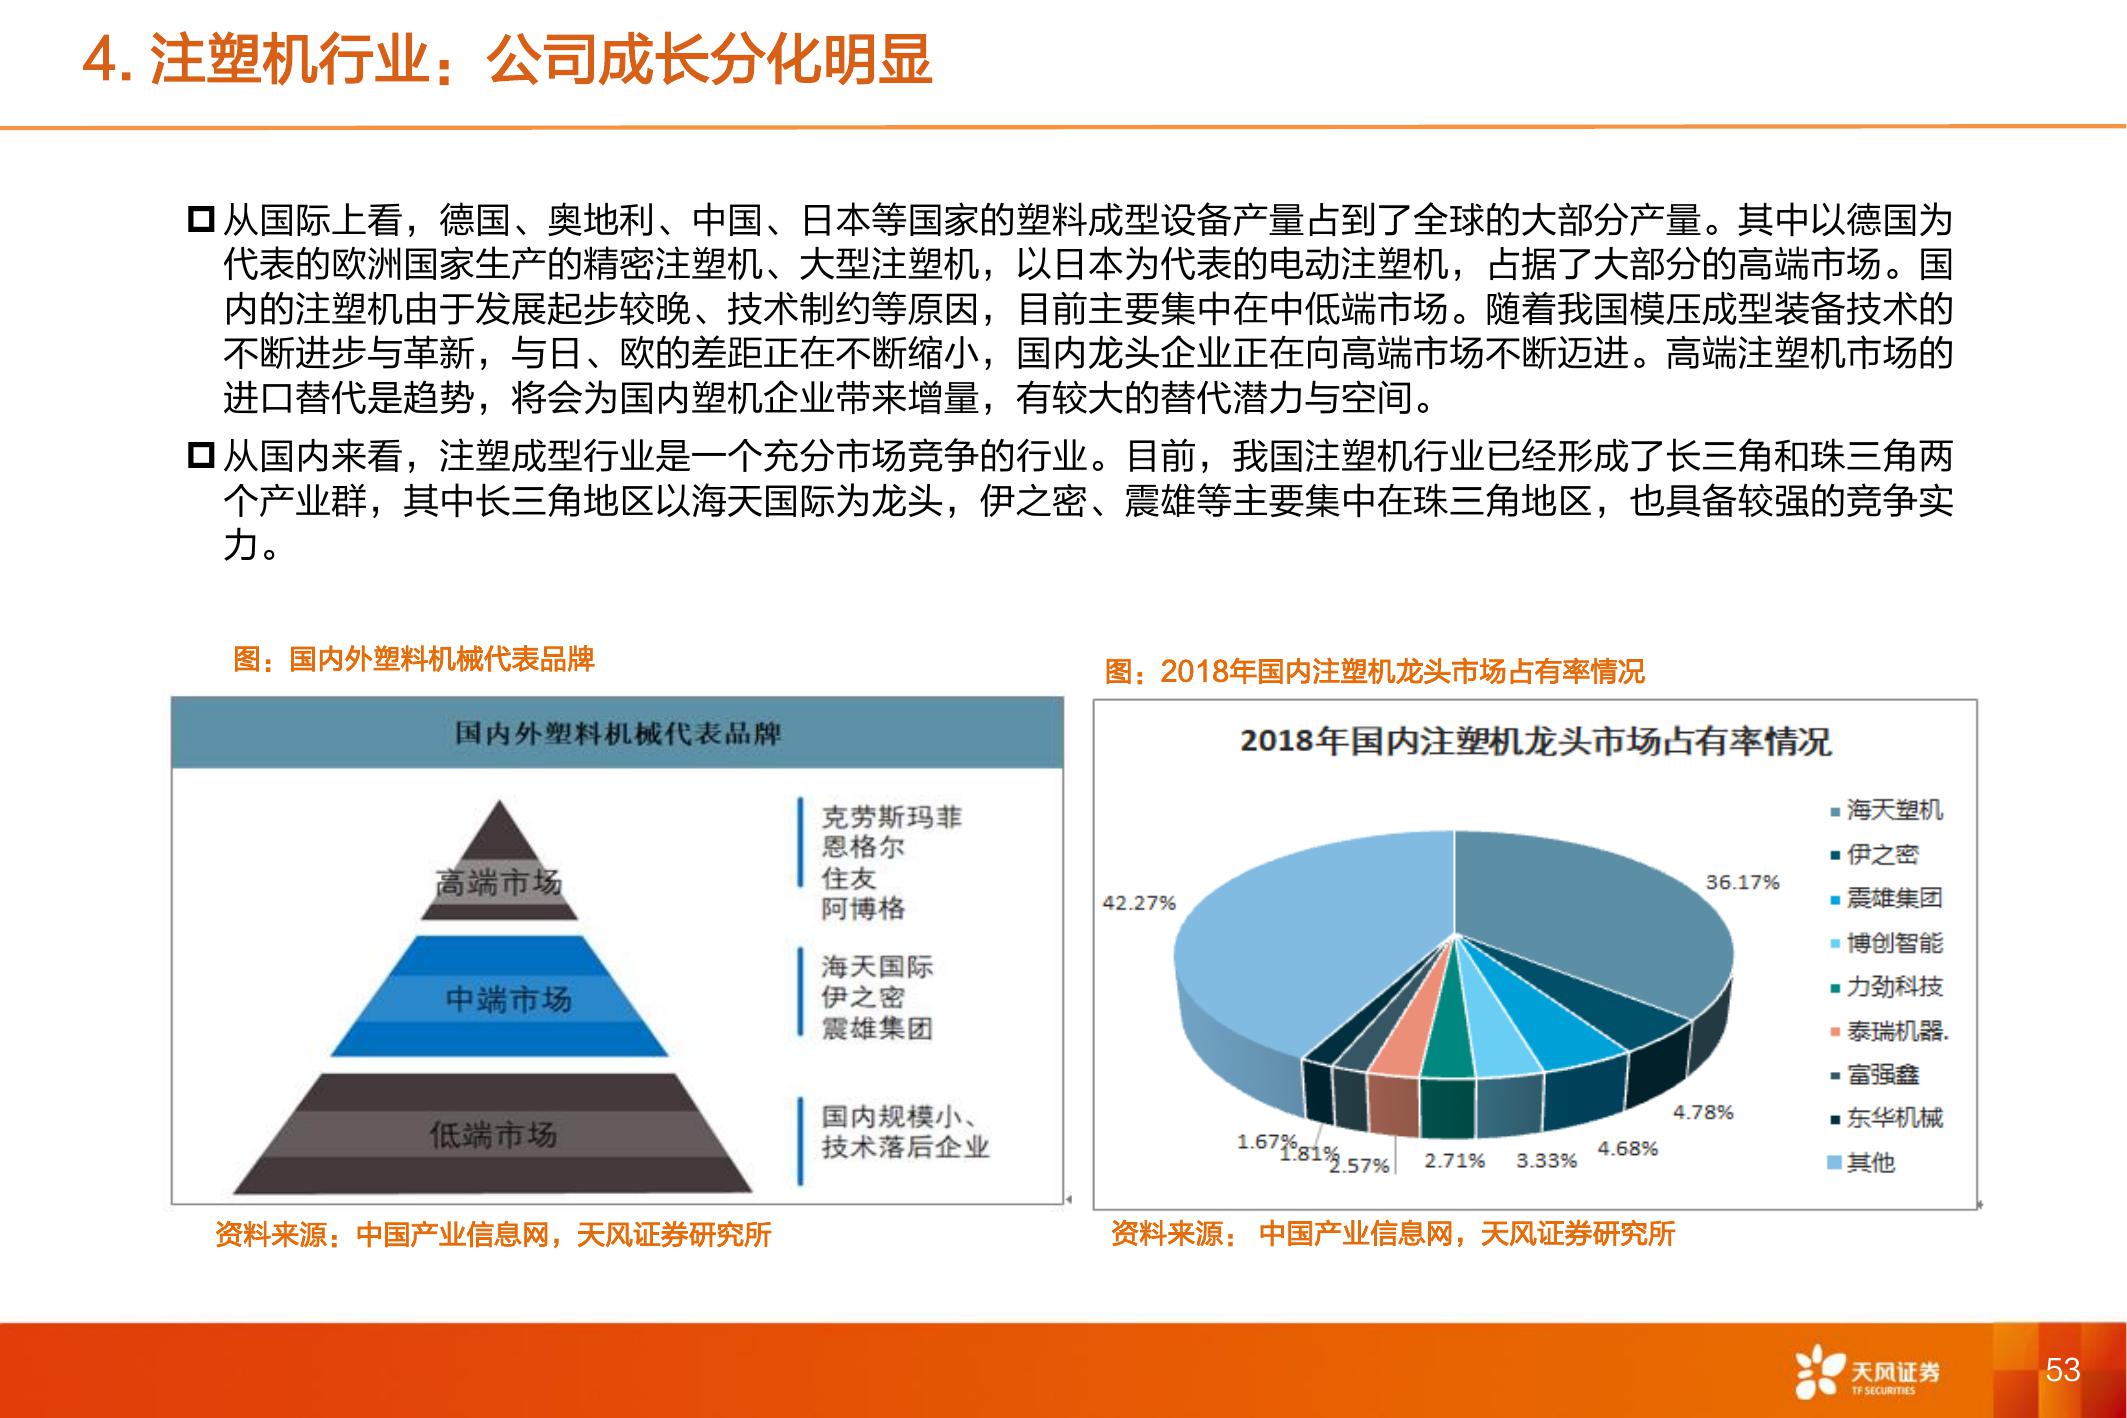 4. 注塑机行业：公司成长分化明显
从国际上看，德国、奥地利、中国、日本等国家的塑料成型设备产量占到了全球的大部分产量。其中以德国为
代表的欧洲国家生产的精密注塑机、大型注塑机，以日本为代表的电动注塑机，占据了大部分的高端市场。国
内的注塑机由于发展起步较晚、技术制约等原因，目前主要集中在中低端市场。随着我国模压成型装备技术的
不断进步与革新，与日、欧的差距正在不断缩小，国内龙头企业正在向高端市场不断迈进。高端注塑机市场的
进口替代是趋势，将会为国内塑机企业带来增量，有较大的替代潜力与空间。
从国内来看，注塑成型行业是一个充分市场竞争的行业。目前，我国注塑机行业已经形成了长三角和珠三角两
个产业群，其中长三角地区以海天国际为龙头，伊之密、震雄等主要集中在珠三角地区，也具备较强的竞争实
力。
图：国内外塑料机械代表品牌
国内外塑料机械代表品牌
高端市场
克劳斯玛菲
恩格尔
住友
阿博格
中端市场
海天国际
伊之密
震雄集团
低端市场
国内规模小、
技术落后企业
资料来源：中国产业信息网，天风证券研究所
图：2018年国内注塑机龙头市场占有率情况
2018年国内注塑机龙头市场占有率情况
42.27%
36.17%
4.78%
4.68%
3.33%
2.71%
2.57%
1.81%
1.67%
海天塑机
伊之密
震雄集团
博创智能
力劲科技
泰瑞机器.
富强鑫
东华机械
其他
资料来源： 中国产业信息网，天风证券研究所
天风证券
TF SECURITIES
53